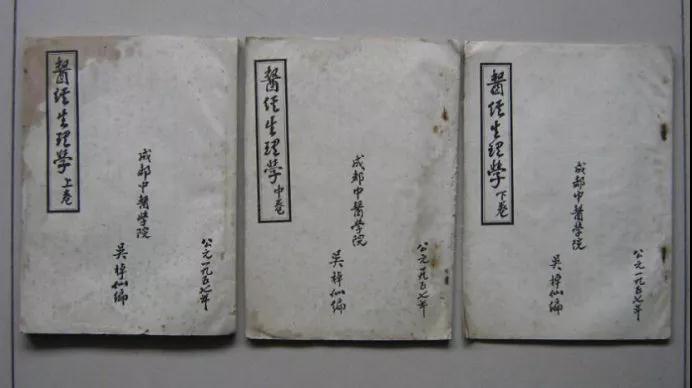 醫經生理學 上卷
成都中醫學院
吳棹仙編
公元一九五七年
醫經生理學 中卷
成都中醫學院
吳棹仙編
公元一九五七年
醫經生理學 下卷
成都中醫學院
吳棹仙編
公元一九五七年